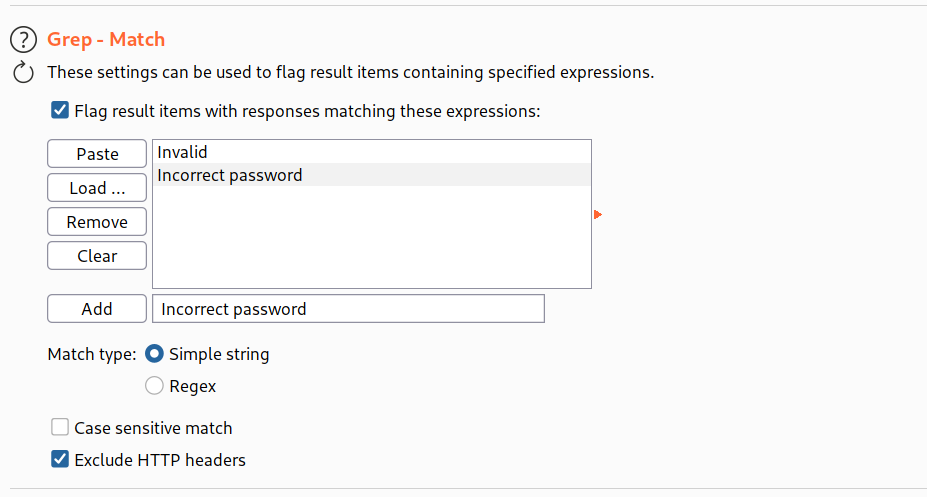 Grep - Match
These settings can be used to flag result items containing specified expressions.
Flag result items with responses matching these expressions:
Paste
Load ...
Remove
Clear
Invalid
Incorrect password
Add
Incorrect password
Match type:
Simple string
Regex
Case sensitive match
Exclude HTTP headers